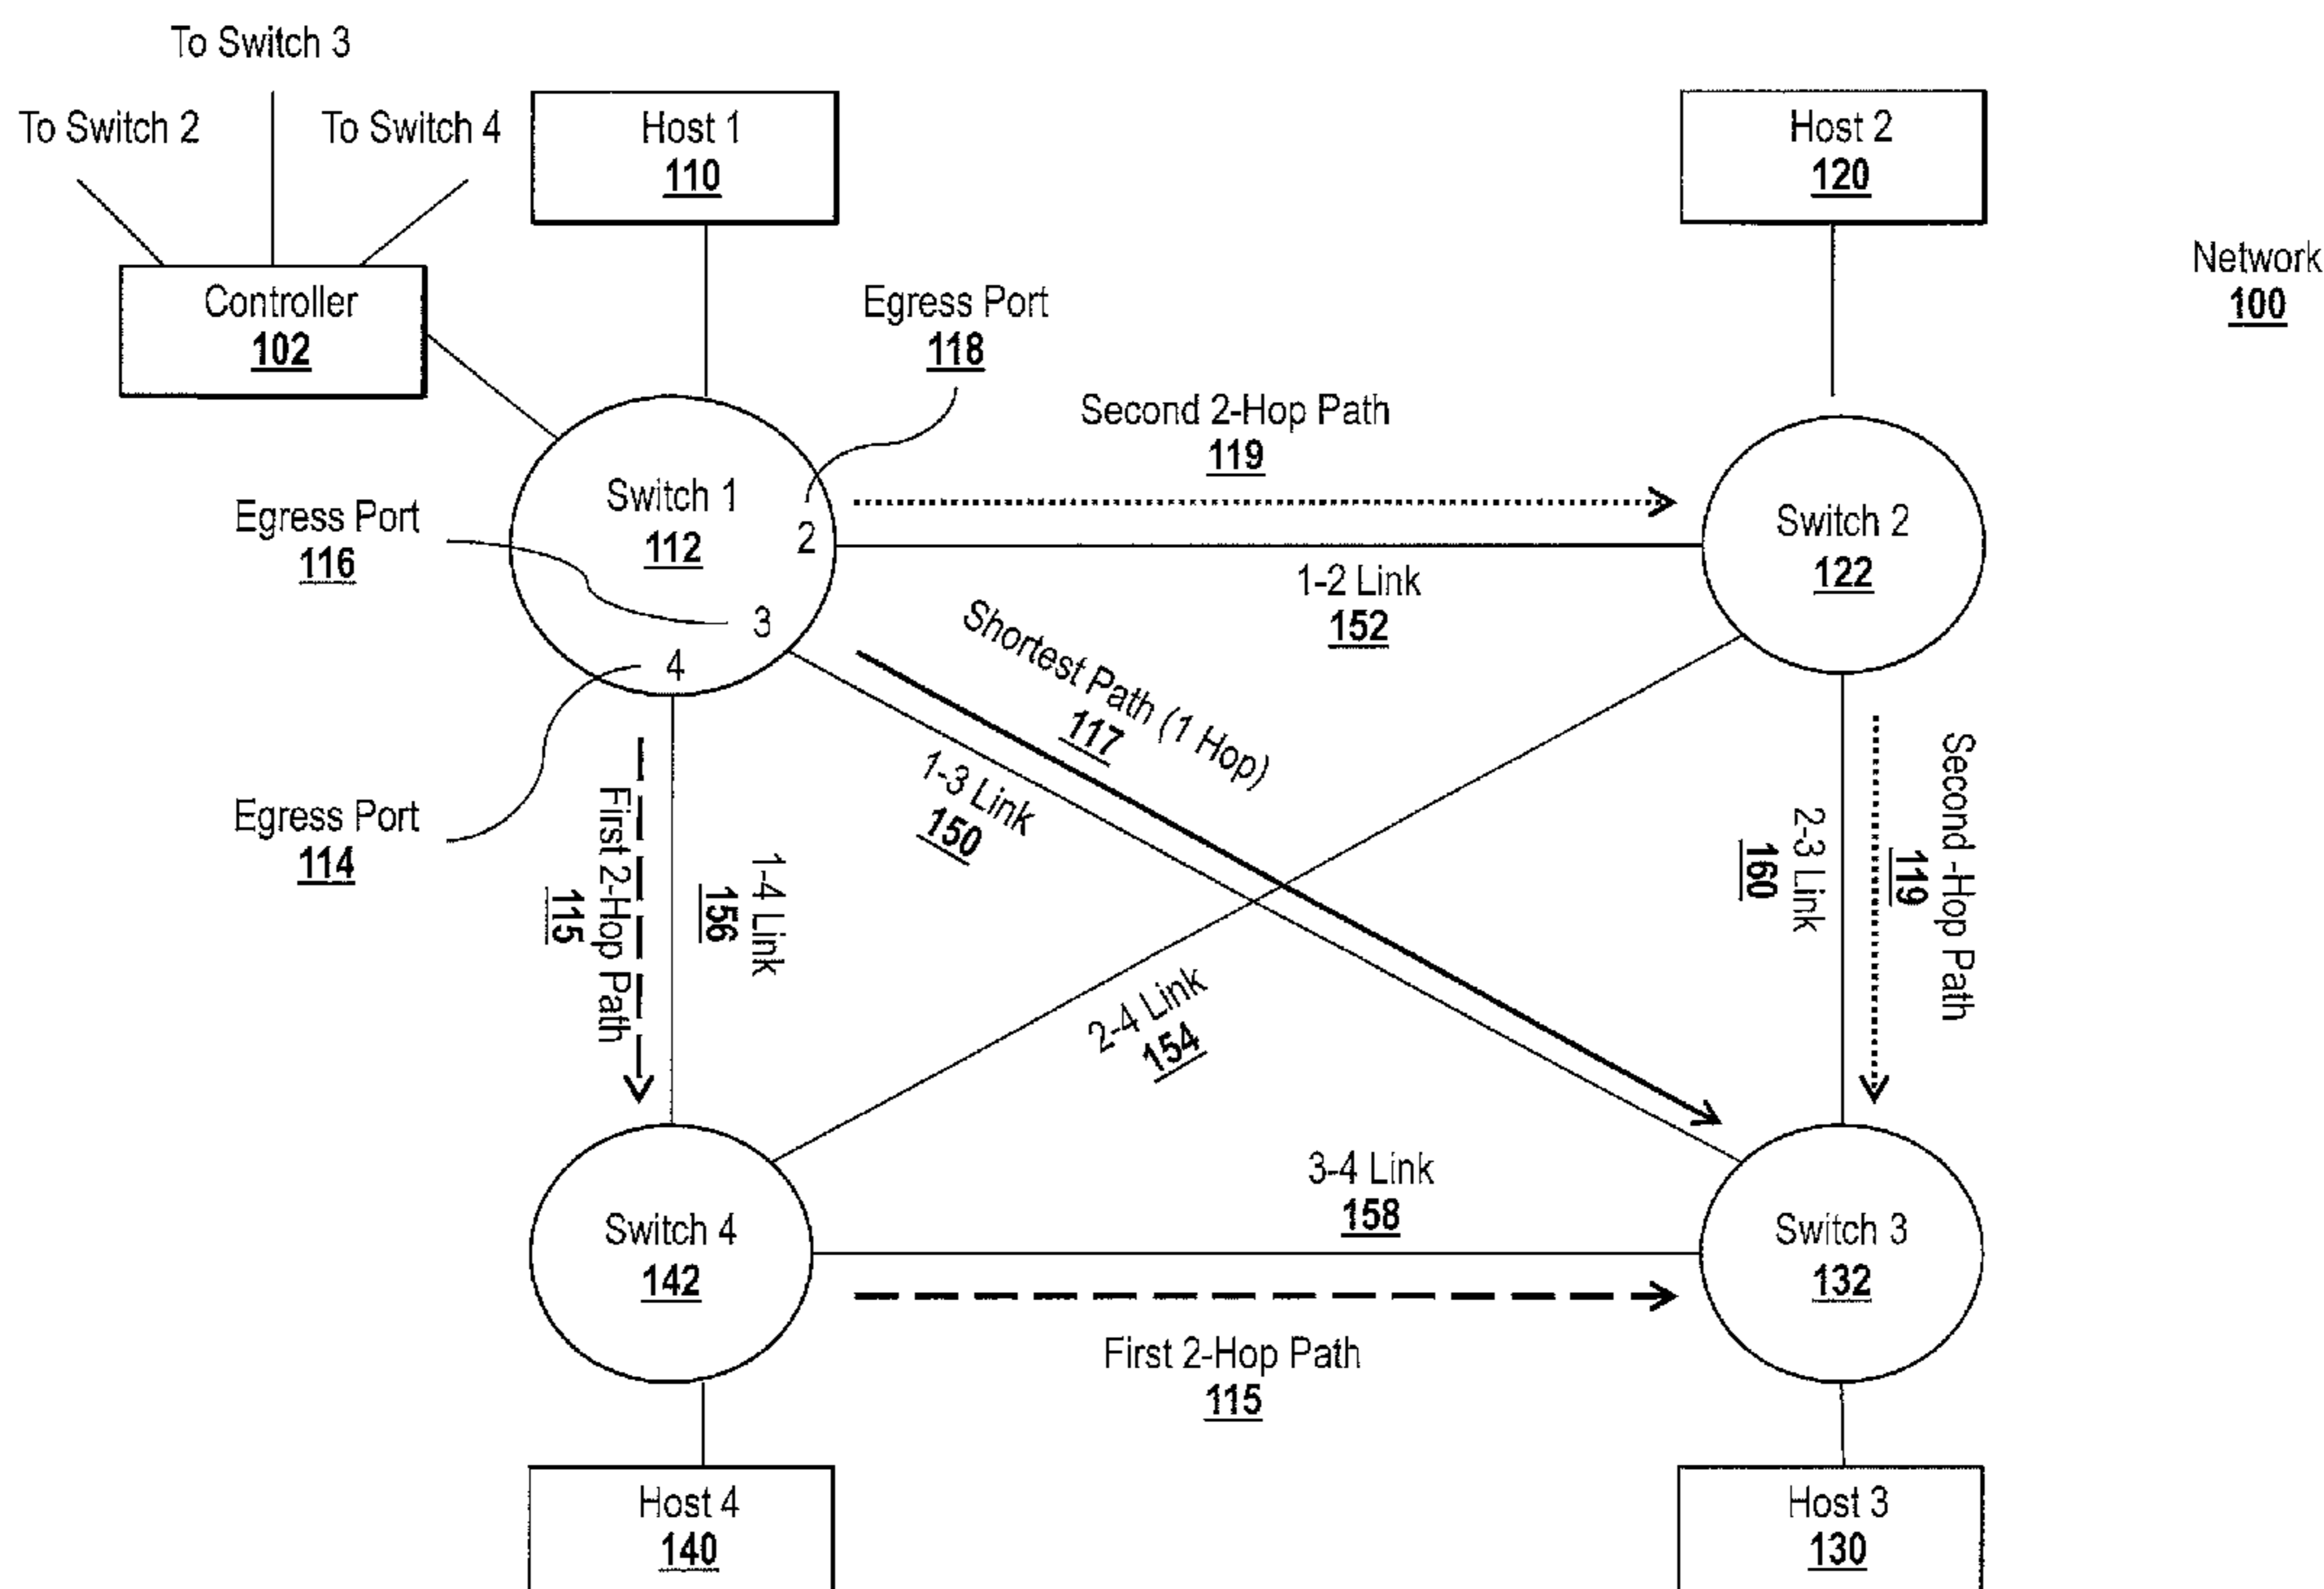 To Switch 3
To Switch 2
To Switch 4
Host 1
110
Host 2
120
Network
100
Controller
102
Egress Port
118
Second 2-Hop Path
119
Switch 1
112
2
3
4
Egress Port
116
Switch 2
122
1-2 Link
152
Shortest Path (1 Hop)
117
1-3 Link
150
Egress Port
114
First 2-Hop Path
115
1-4 Link
156
2-3 Link
160
Second -Hop Path
119
2-4 Link
154
3-4 Link
158
Switch 4
142
Switch 3
132
First 2-Hop Path
115
Host 4
140
Host 3
130